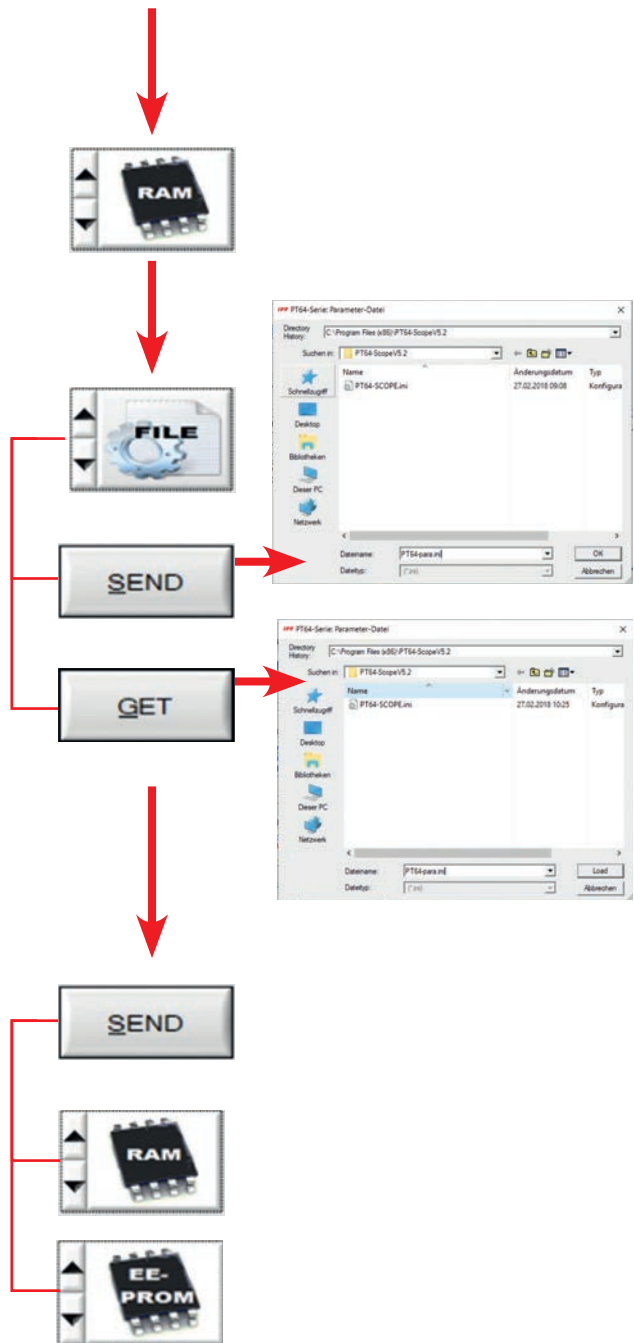 RAM
PT64-Serie: Parameter-Datei
Directory History: C:\Program Files (x86)\PT64-ScopeV5.2
Suchen in: PT64-ScopeV5.2
Name Änderungsdatum Typ
PT64-SCOPE.ini 27.02.2018 09:08 Konfigura
Schnellzugriff
Desktop
Bibliotheken
Dieser PC
Netzwerk
Dateiname: PT64-para.ini OK
Dateityp: (*.ini) Abbrechen
FILE
SEND
GET
PT64-Serie: Parameter-Datei
Directory History: C:\Program Files (x86)\PT64-ScopeV5.2
Suchen in: PT64-ScopeV5.2
Name Änderungsdatum Typ
PT64-SCOPE.ini 27.02.2018 10:25 Konfigura
Schnellzugriff
Desktop
Bibliotheken
Dieser PC
Netzwerk
Dateiname: PT64-para.ini Load
Dateityp: (*.ini) Abbrechen
SEND
RAM
EE-
PROM